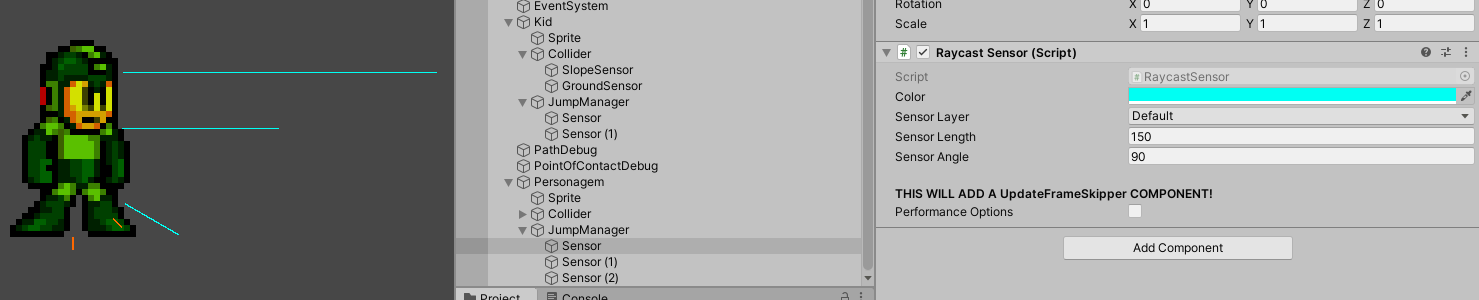 EventSystem
Kid
Sprite
Collider
SlopeSensor
GroundSensor
JumpManager
Sensor
Sensor (1)
PathDebug
PointOfContactDebug
Personagem
Sprite
Collider
JumpManager
Sensor
Sensor (1)
Sensor (2)
Project
Console
Rotation X 0 Y 0 Z 0
Scale X 1 Y 1 Z 1
# Raycast Sensor (Script)
Script # RaycastSensor
Color
Sensor Layer Default
Sensor Length 150
Sensor Angle 90
THIS WILL ADD A UpdateFrameSkipper COMPONENT!
Performance Options
Add Component